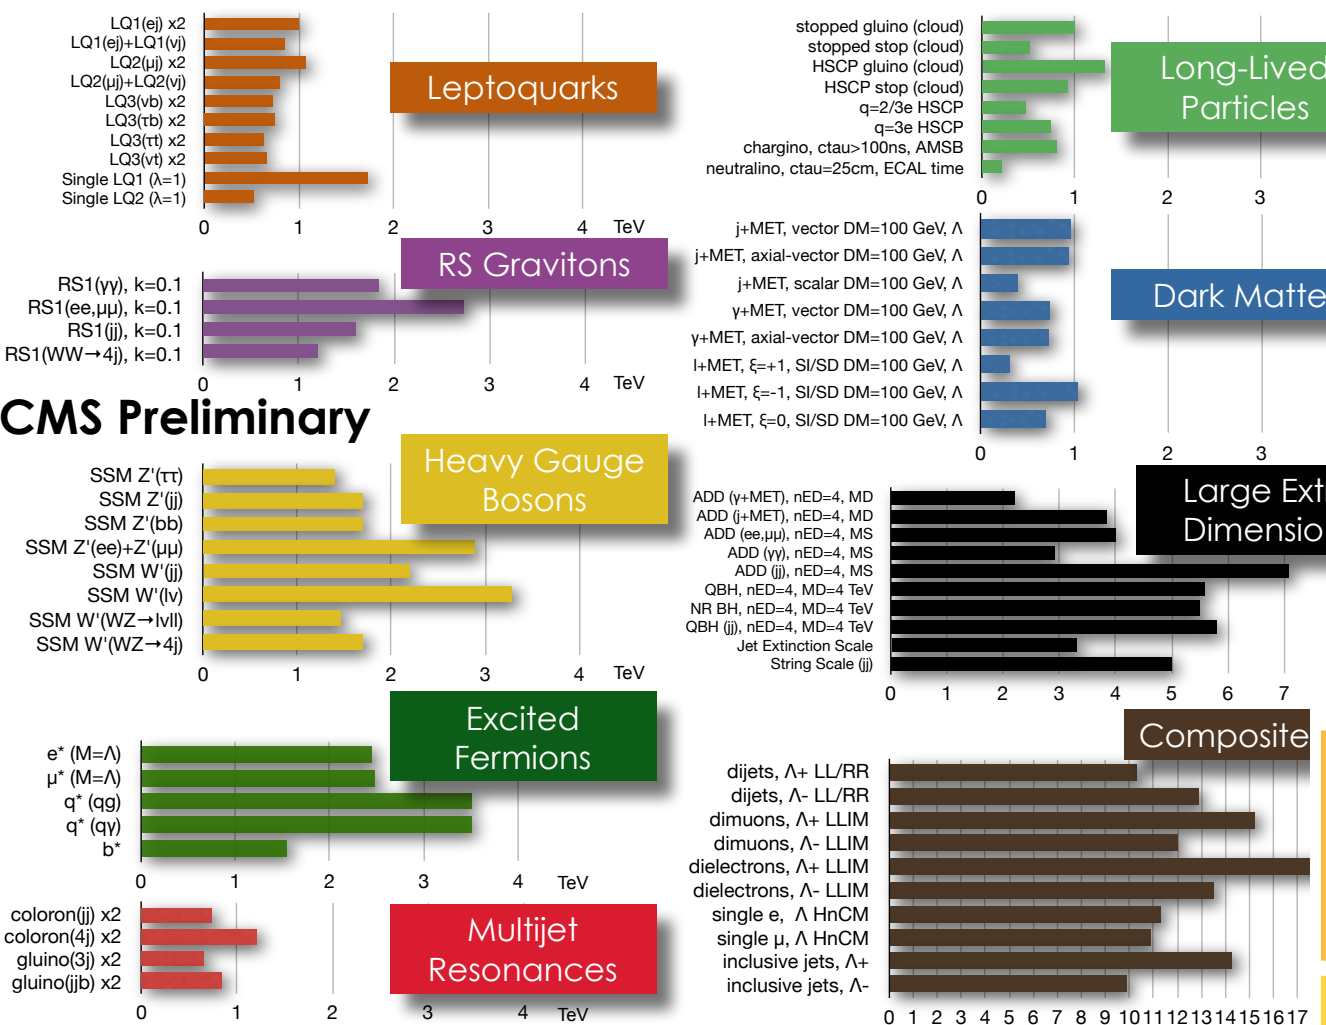 LQ1(ej) x2
LQ1(ej)+LQ1(νj)
LQ2(μj) x2
LQ2(μj)+LQ2(νj)
LQ3(νb) x2
LQ3(τb) x2
LQ3(τt) x2
LQ3(vt) x2
Single LQ1 (λ=1)
Single LQ2 (λ=1)
0 1 2 3 4 TeV
Leptoquarks
RS Gravitons
RS1(γγ), k=0.1
RS1(ee,μμ), k=0.1
RS1(jj), k=0.1
RS1(WW→4j), k=0.1
0 1 2 3 4 TeV
CMS Preliminary
Heavy Gauge
Bosons
SSM Z'(ττ)
SSM Z'(jj)
SSM Z'(bb)
SSM Z'(ee)+Z'(μμ)
SSM W'(jj)
SSM W'(lv)
SSM W'(WZ→lvll)
SSM W'(WZ→4j)
0 1 2 3 4 TeV
Excited
Fermions
e* (M=Λ)
μ* (M=Λ)
q* (qg)
q* (qγ)
b*
0 1 2 3 4 TeV
Multijet
Resonances
coloron(jj) x2
coloron(4j) x2
gluino(3j) x2
gluino(jjb) x2
0 1 2 3 4 TeV
stopped gluino (cloud)
stopped stop (cloud)
HSCP gluino (cloud)
HSCP stop (cloud)
q=2/3e HSCP
q=3e HSCP
chargino, ctau>100ns, AMSB
neutralino, ctau=25cm, ECAL time
0 1 2 3
Long-Lived
Particles
j+MET, vector DM=100 GeV, Λ
j+MET, axial-vector DM=100 GeV, Λ
j+MET, scalar DM=100 GeV, Λ
γ+MET, vector DM=100 GeV, Λ
γ+MET, axial-vector DM=100 GeV, Λ
l+MET, ξ=+1, SI/SD DM=100 GeV, Λ
l+MET, ξ=-1, SI/SD DM=100 GeV, Λ
l+MET, ξ=0, SI/SD DM=100 GeV, Λ
0 1 2 3
Dark Matte
Large Ext
Dimensio
ADD (γ+MET), nED=4, MD
ADD (j+MET), nED=4, MD
ADD (ee,μμ), nED=4, MS
ADD (γγ), nED=4, MS
ADD (jj), nED=4, MS
QBH, nED=4, MD=4 TeV
NR BH, nED=4, MD=4 TeV
QBH (jj), nED=4, MD=4 TeV
Jet Extinction Scale
String Scale (jj)
0 1 2 3 4 5 6 7
Composite
dijets, Λ+ LL/RR
dijets, Λ- LL/RR
dimuons, Λ+ LLIM
dimuons, Λ- LLIM
dielectrons, Λ+ LLIM
dielectrons, Λ- LLIM
single e, Λ HnCM
single μ, Λ HnCM
inclusive jets, Λ+
inclusive jets, Λ-
0 1 2 3 4 5 6 7 8 9 10 11 12 13 14 15 16 17